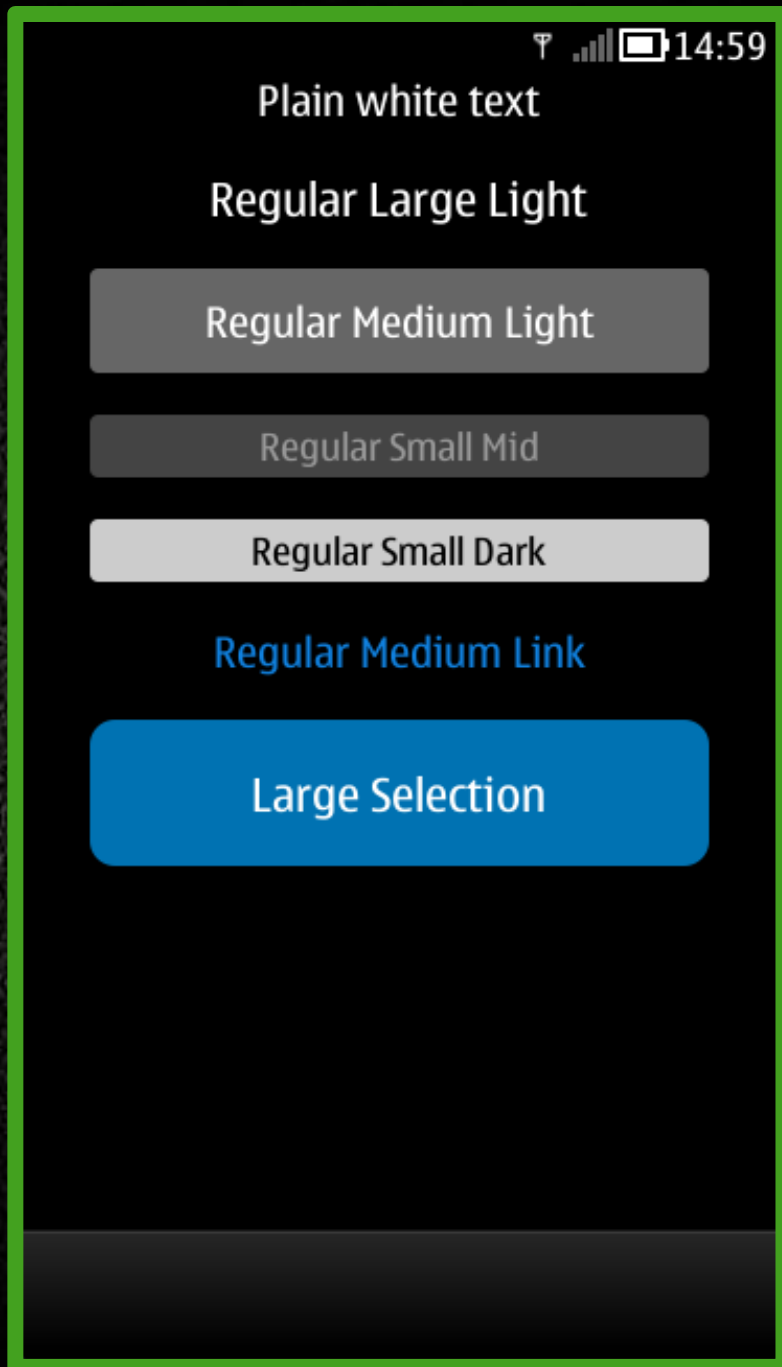 14:59
Plain white text
Regular Large Light
Regular Medium Light
Regular Small Mid
Regular Small Dark
Regular Medium Link
Large Selection